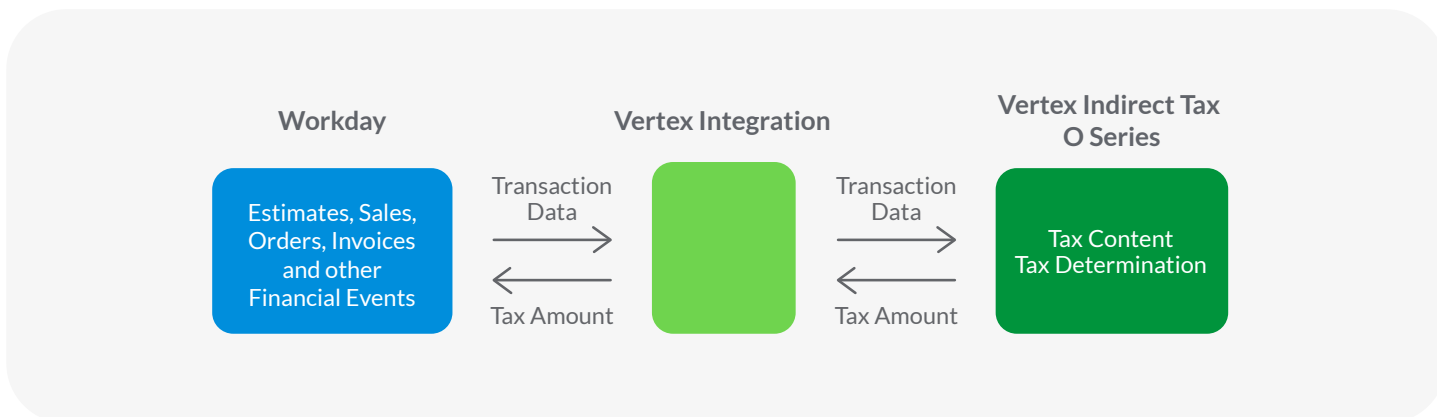 Workday
Estimates, Sales,
Orders, Invoices
and other
Financial Events
Transaction
Data
Tax Amount
Vertex Integration
Transaction
Data
Tax Amount
Vertex Indirect Tax
O Series
Tax Content
Tax Determination